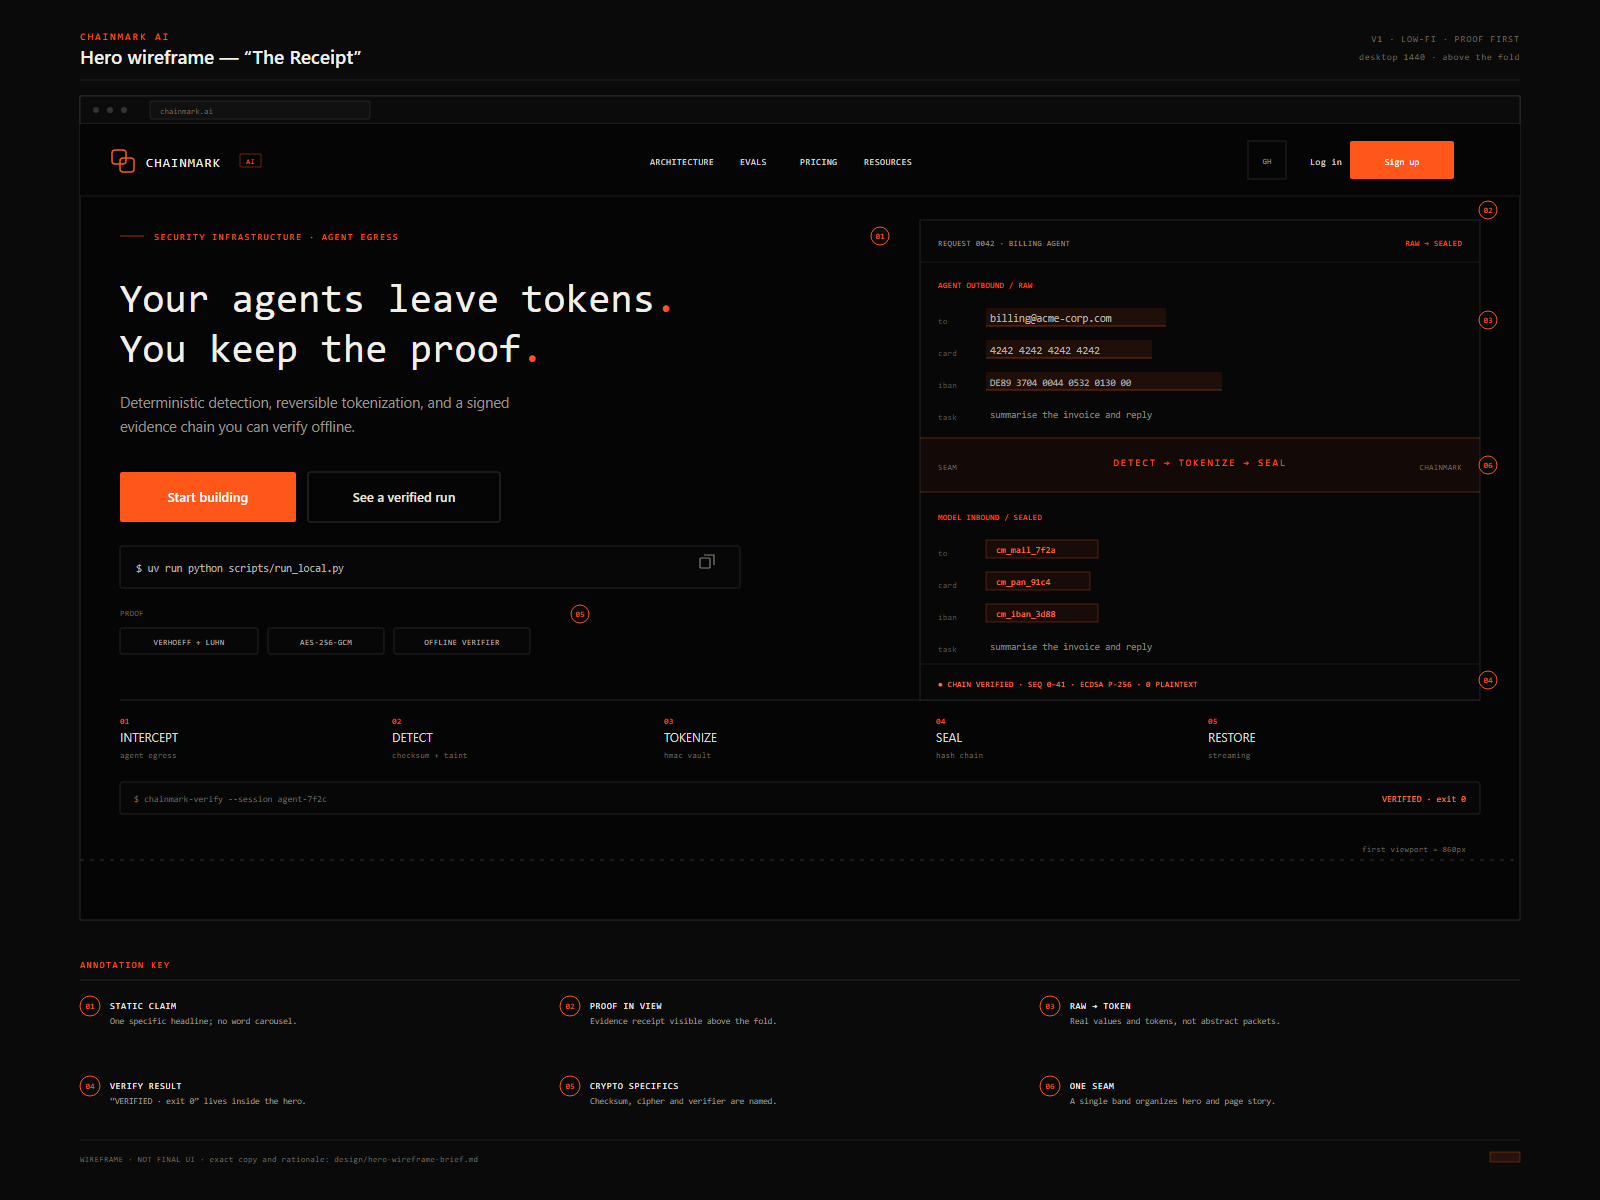 CHAINMARK AI
Hero wireframe — “The Receipt”
V1 · LOW-FI · PROOF FIRST
desktop 1440 · above the fold
chainmark.ai
CHAINMARK
AI
ARCHITECTURE
EVALS
PRICING
RESOURCES
GH
Log in
Sign up
SECURITY INFRASTRUCTURE · AGENT EGRESS
01
Your agents leave tokens.
You keep the proof.
Deterministic detection, reversible tokenization, and a signed
evidence chain you can verify offline.
Start building
See a verified run
$ uv run python scripts/run_local.py
PROOF
05
VERHOEFF + LUHN
AES-256-GCM
OFFLINE VERIFIER
02
REQUEST 0042 · BILLING AGENT
RAW → SEALED
AGENT OUTBOUND / RAW
to billing@acme-corp.com
03
card 4242 4242 4242 4242
iban DE89 3704 0044 0532 0130 00
task summarise the invoice and reply
SEAM
DETECT → TOKENIZE → SEAL
CHAINMARK
06
MODEL INBOUND / SEALED
to cm_mail_7f2a
card cm_pan_91c4
iban cm_iban_3d88
task summarise the invoice and reply
● CHAIN VERIFIED · SEQ 0–41 · ECDSA P-256 · 0 PLAINTEXT
04
01
INTERCEPT
agent egress
02
DETECT
checksum + taint
03
TOKENIZE
hmac vault
04
SEAL
hash chain
05
RESTORE
streaming
$ chainmark-verify --session agent-7f2c
VERIFIED · exit 0
first viewport ≈ 860px
ANNOTATION KEY
01 STATIC CLAIM
One specific headline; no word carousel.
02 PROOF IN VIEW
Evidence receipt visible above the fold.
03 RAW → TOKEN
Real values and tokens, not abstract packets.
04 VERIFY RESULT
“VERIFIED · exit 0” lives inside the hero.
05 CRYPTO SPECIFICS
Checksum, cipher and verifier are named.
06 ONE SEAM
A single band organizes hero and page story.
WIREFRAME · NOT FINAL UI · exact copy and rationale: design/hero-wireframe-brief.md